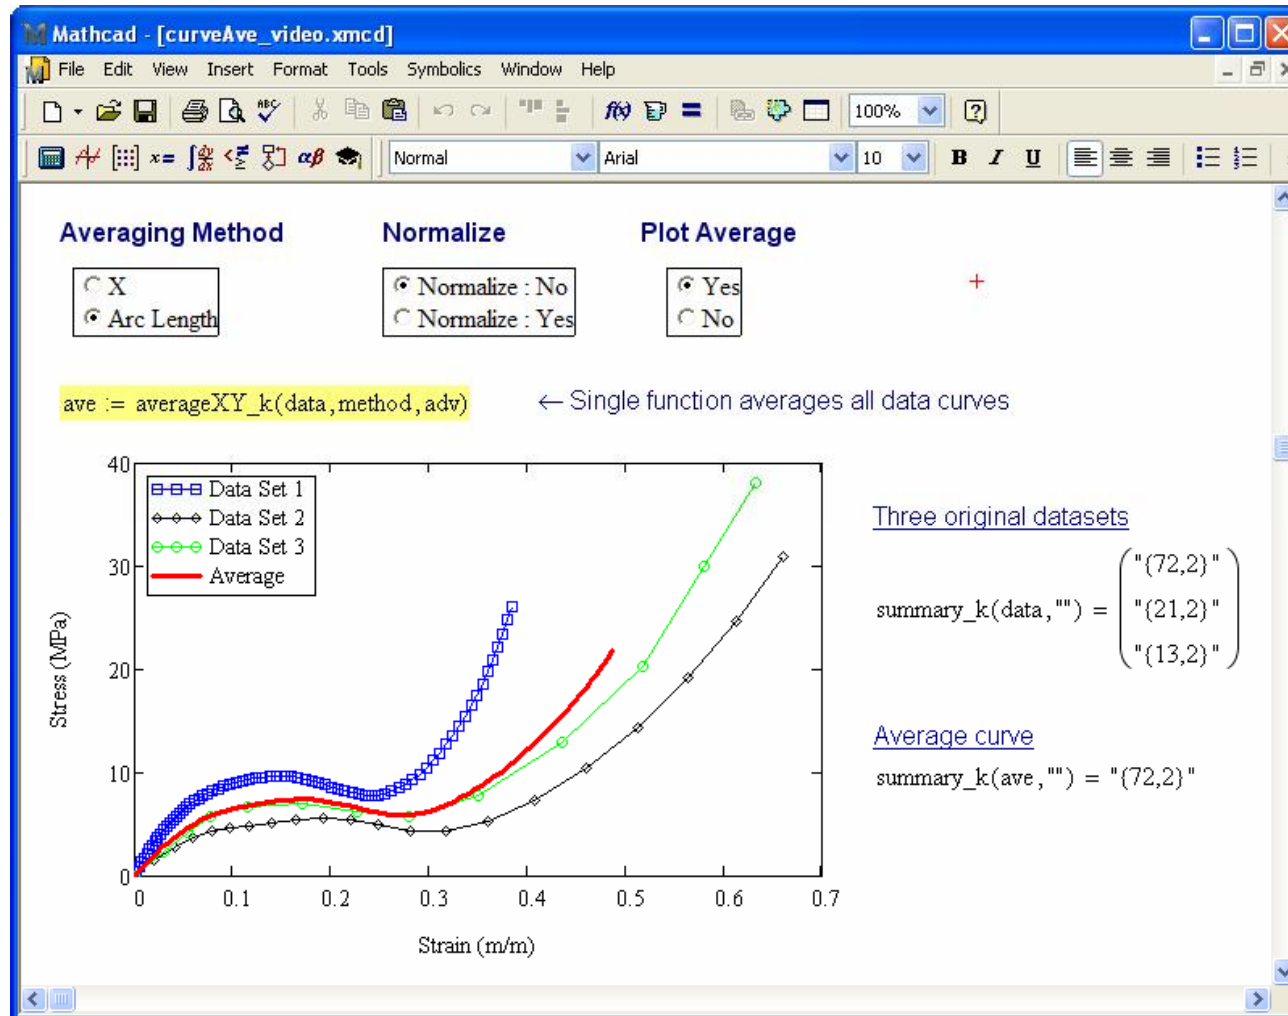 Mathcad - [curveAve_video.xmcd]
File Edit View Insert Format Tools Symbolics Window Help
ABC f(x) = 100% ?
x= ∫ dy/dx <≠≥ αβ Normal Arial 10 B I U
Averaging Method Normalize Plot Average
X Normalize : No Yes
Arc Length Normalize : Yes No
ave := averageXY_k(data,method,adv) ← Single function averages all data curves
40
30
20
10
0
Stress (MPa)
Data Set 1
Data Set 2
Data Set 3
Average
0 0.1 0.2 0.3 0.4 0.5 0.6 0.7
Strain (m/m)
Three original datasets
"{72,2}"
summary_k(data,"") = "{21,2}"
"{13,2}"
Average curve
summary_k(ave,"") = "{72,2}"